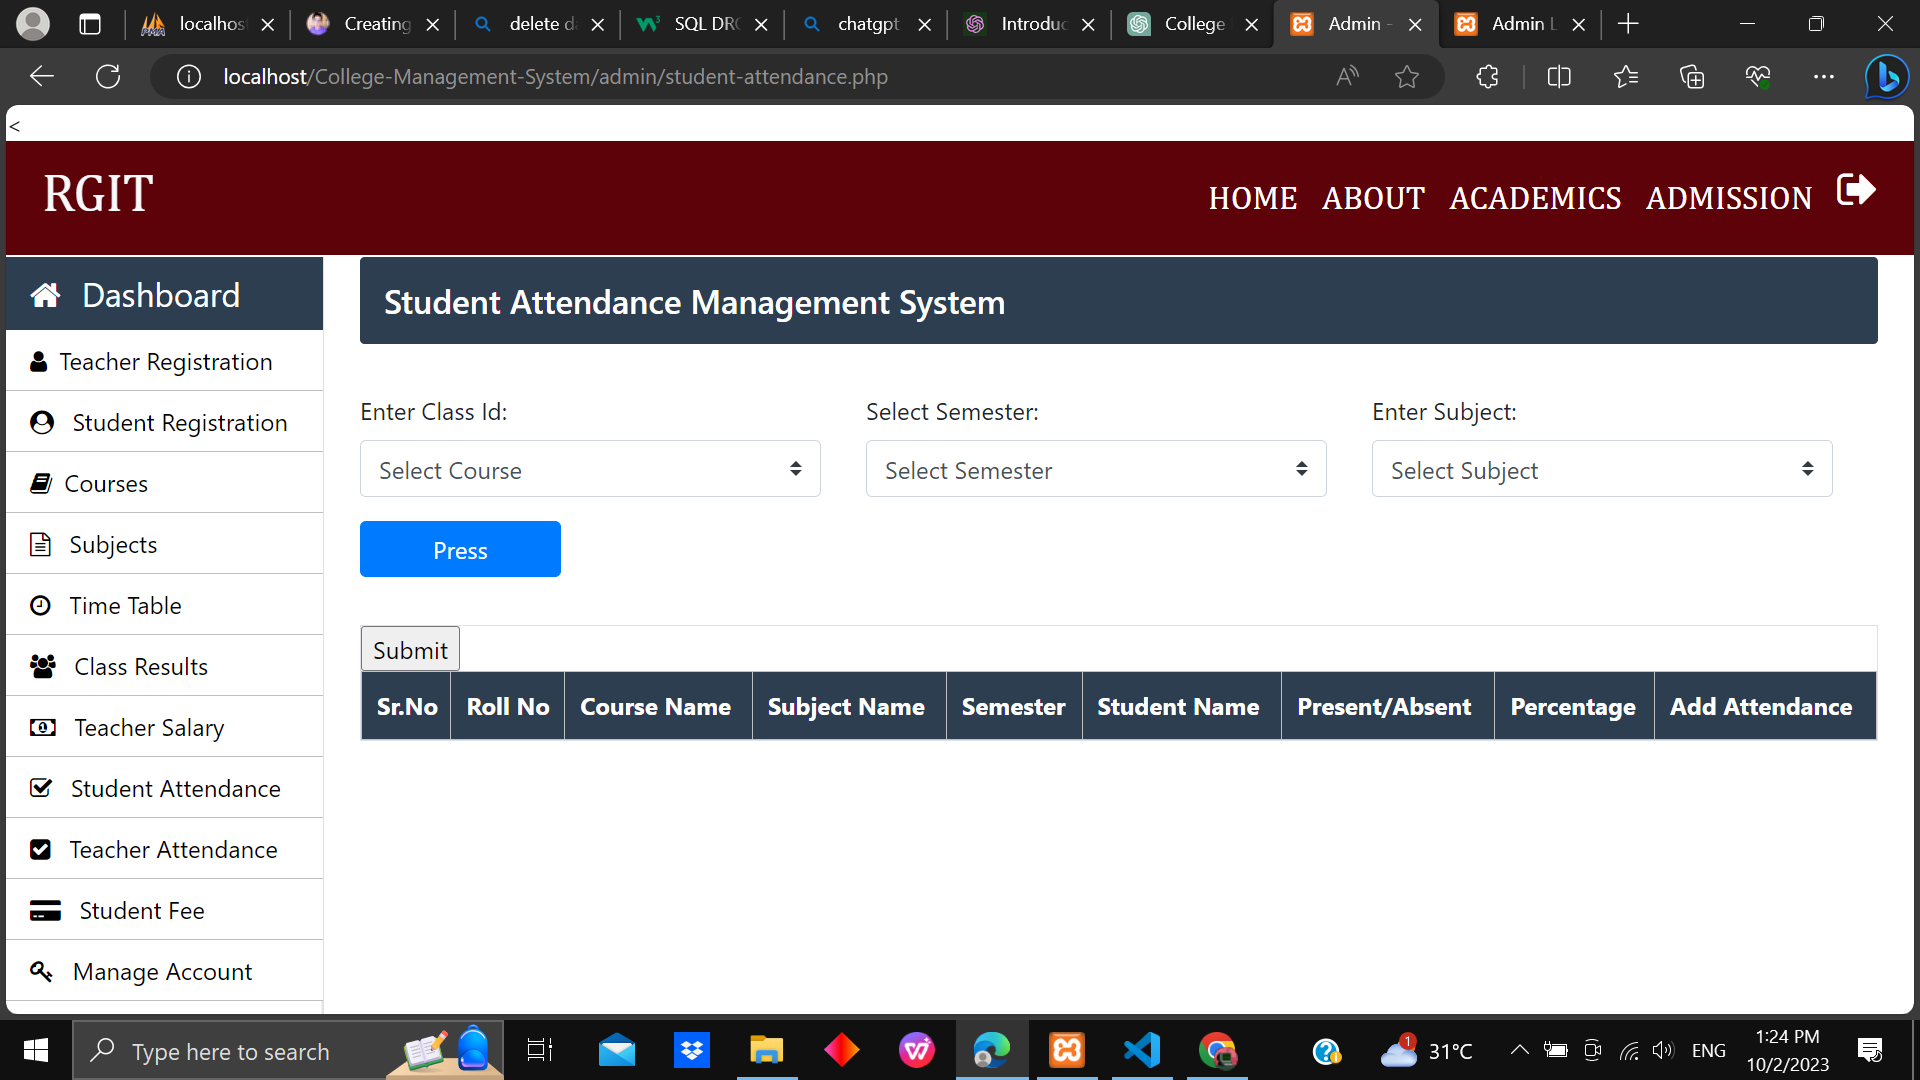 localhos
Creating
delete d
SQL DR
chatgpt
Introduc
College
Admin -
Admin L
localhost/College-Management-System/admin/student-attendance.php
<
RGIT
HOME ABOUT ACADEMICS ADMISSION
Dashboard
Teacher Registration
Student Registration
Courses
Subjects
Time Table
Class Results
Teacher Salary
Student Attendance
Teacher Attendance
Student Fee
Manage Account
Student Attendance Management System
Enter Class Id: Select Semester: Enter Subject:
Select Course Select Semester Select Subject
Press
Submit
Sr.No Roll No Course Name Subject Name Semester Student Name Present/Absent Percentage Add Attendance
Type here to search
1
31°C
ENG
1:24 PM
10/2/2023